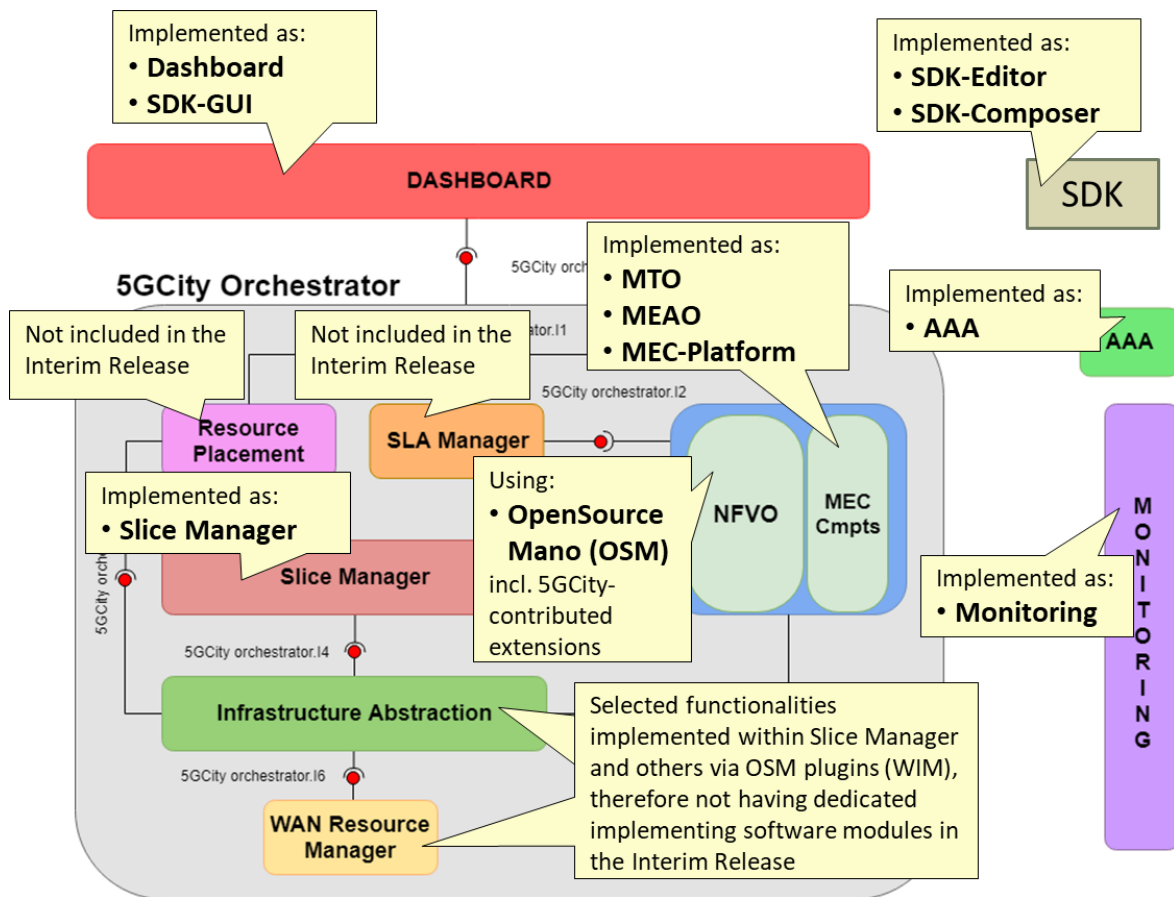 Implemented as:
• Dashboard
• SDK-GUI
Implemented as:
• SDK-Editor
• SDK-Composer
DASHBOARD
SDK
5GCity orch
Implemented as:
• MTO
• MEAO
• MEC-Platform
5GCity Orchestrator
Implemented as:
• AAA
AAA
Not included in the
Interim Release
Not included in the
Interim Release
rator.I1
5GCity orchestrator.I2
Resource
Placement
SLA Manager
NFVO
MEC
Cmpts
Implemented as:
• Slice Manager
Using:
• OpenSource
Mano (OSM)
incl. 5GCity-
contributed
extensions
Slice Manager
5GCity orche
MONITORING
Implemented as:
• Monitoring
5GCity orchestrator.I4
Infrastructure Abstraction
Selected functionalities
implemented within Slice Manager
and others via OSM plugins (WIM),
therefore not having dedicated
implementing software modules in
the Interim Release
5GCity orchestrator.I6
WAN Resource
Manager